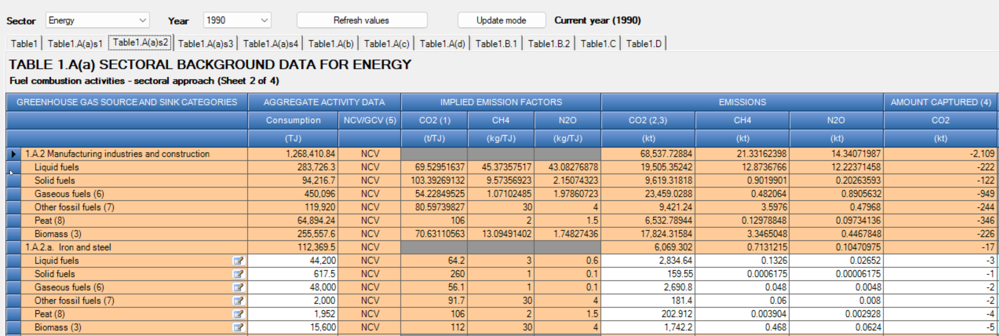 Sector Energy Year 1990 Refresh values Update mode Current year (1990)
Table1 Table1.A(a)s1 Table1.A(a)s2 Table1.A(a)s3 Table1.A(a)s4 Table1.A(b) Table1.A(c) Table1.A(d) Table1.B.1 Table1.B.2 Table1.C Table1.D
TABLE 1.A(a) SECTORAL BACKGROUND DATA FOR ENERGY
Fuel combustion activities - sectoral approach (Sheet 2 of 4)
GREENHOUSE GAS SOURCE AND SINK CATEGORIES AGGREGATE ACTIVITY DATA IMPLIED EMISSION FACTORS EMISSIONS AMOUNT CAPTURED (4)
Consumption NCV/GCV (5) CO2 (1) CH4 N2O CO2 (2,3) CH4 N2O CO2
(TJ) (t/TJ) (kg/TJ) (kg/TJ) (kt) (kt) (kt) (kt)
1.A.2 Manufacturing industries and construction 1,268,410.84 NCV 68,537.72884 21.33162398 14.34071987 -2,109
Liquid fuels 283,726.3 NCV 69.52951637 45.37357517 43.08276878 19,505.35242 12.8736766 12.22371458 -222
Solid fuels 94,216.7 NCV 103.39269132 9.57356923 2.15074323 9,619.31818 0.9019901 0.20263593 -122
Gaseous fuels (6) 450,096 NCV 54.22849525 1.07102485 1.97860723 23,459.0288 0.482064 0.8905632 -949
Other fossil fuels (7) 119,920 NCV 80.59739827 30 4 9,421.24 3.5976 0.47968 -244
Peat (8) 64,894.24 NCV 106 2 1.5 6,532.78944 0.12978848 0.09734136 -346
Biomass (3) 255,557.6 NCV 70.63110563 13.09491402 1.74827436 17,824.31584 3.3465048 0.4467848 -226
1.A.2.a. Iron and steel 112,369.5 NCV 6,069.302 0.7131215 0.10470975 -17
Liquid fuels 44,200 NCV 64.2 3 0.6 2,834.64 0.1326 0.02652 -3
Solid fuels 617.5 NCV 260 1 0.1 159.55 0.0006175 0.00006175 -1
Gaseous fuels (6) 48,000 NCV 56.1 1 0.1 2,690.8 0.048 0.0048 -2
Other fossil fuels (7) 2,000 NCV 91.7 30 4 181.4 0.06 0.008 -2
Peat (8) 1,952 NCV 106 2 1.5 202.912 0.003904 0.002928 -4
Biomass (3) 15,600 NCV 112 30 4 1,742.2 0.468 0.0624 -5